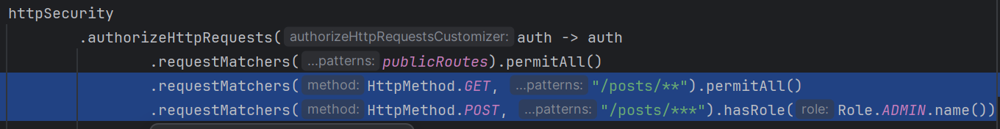 httpSecurity
.authorizeHttpRequests( authorizeHttpRequestsCustomizer: auth -> auth
.requestMatchers( ...patterns: publicRoutes).permitAll()
.requestMatchers( method: HttpMethod.GET, ...patterns: "/posts/**").permitAll()
.requestMatchers( method: HttpMethod.POST, ...patterns: "/posts/***").hasRole( role: Role.ADMIN.name())